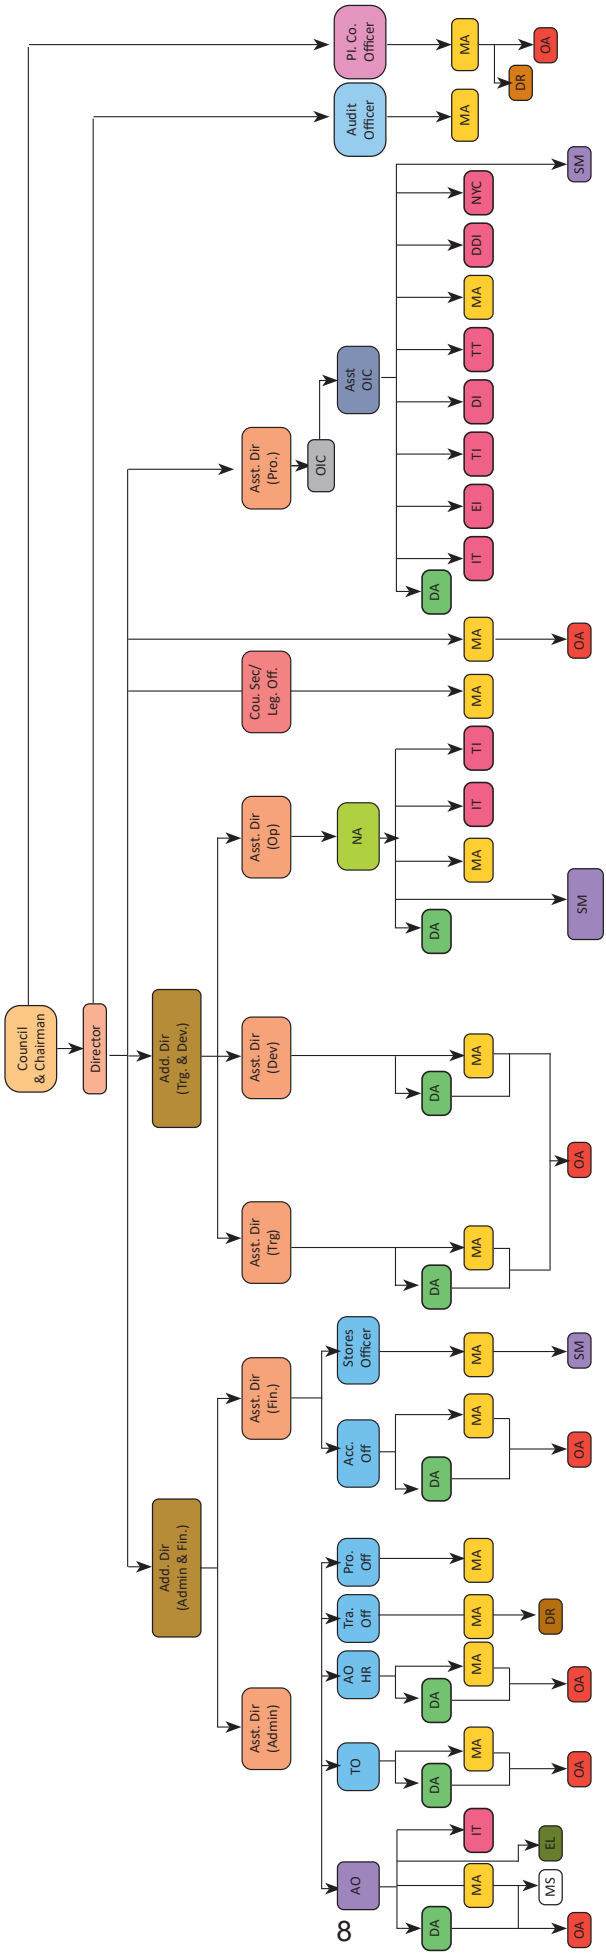 Council
& Chairman
Director
Add. Dir
(Admin & Fin.)
Add. Dir
(Trg. & Dev.)
Asst. Dir
(Admin)
Asst. Dir
(Fin.)
Asst. Dir
(Trg)
Asst. Dir
(Dev)
Asst. Dir
(Op)
Cou. Sec/
Leg. Off.
Asst. Dir
(Pro.)
OIC
AO
TO
AO
HR
Tra.
Off
Pro.
Off
Acc.
Off
Stores
Officer
NA
Asst
OIC
Audit
Officer
Pl. Co.
Officer
DA
DA
DA
DA
DA
DA
DA
DA
MA
IT
MA
MA
MA
MA
MA
MA
MA
MA
MA
IT
TI
MA
MA
IT
EI
TI
DI
TT
MA
DDI
NYC
MA
MA
DR
OA
MS
EL
OA
OA
DR
OA
SM
OA
SM
OA
SM
OA
8